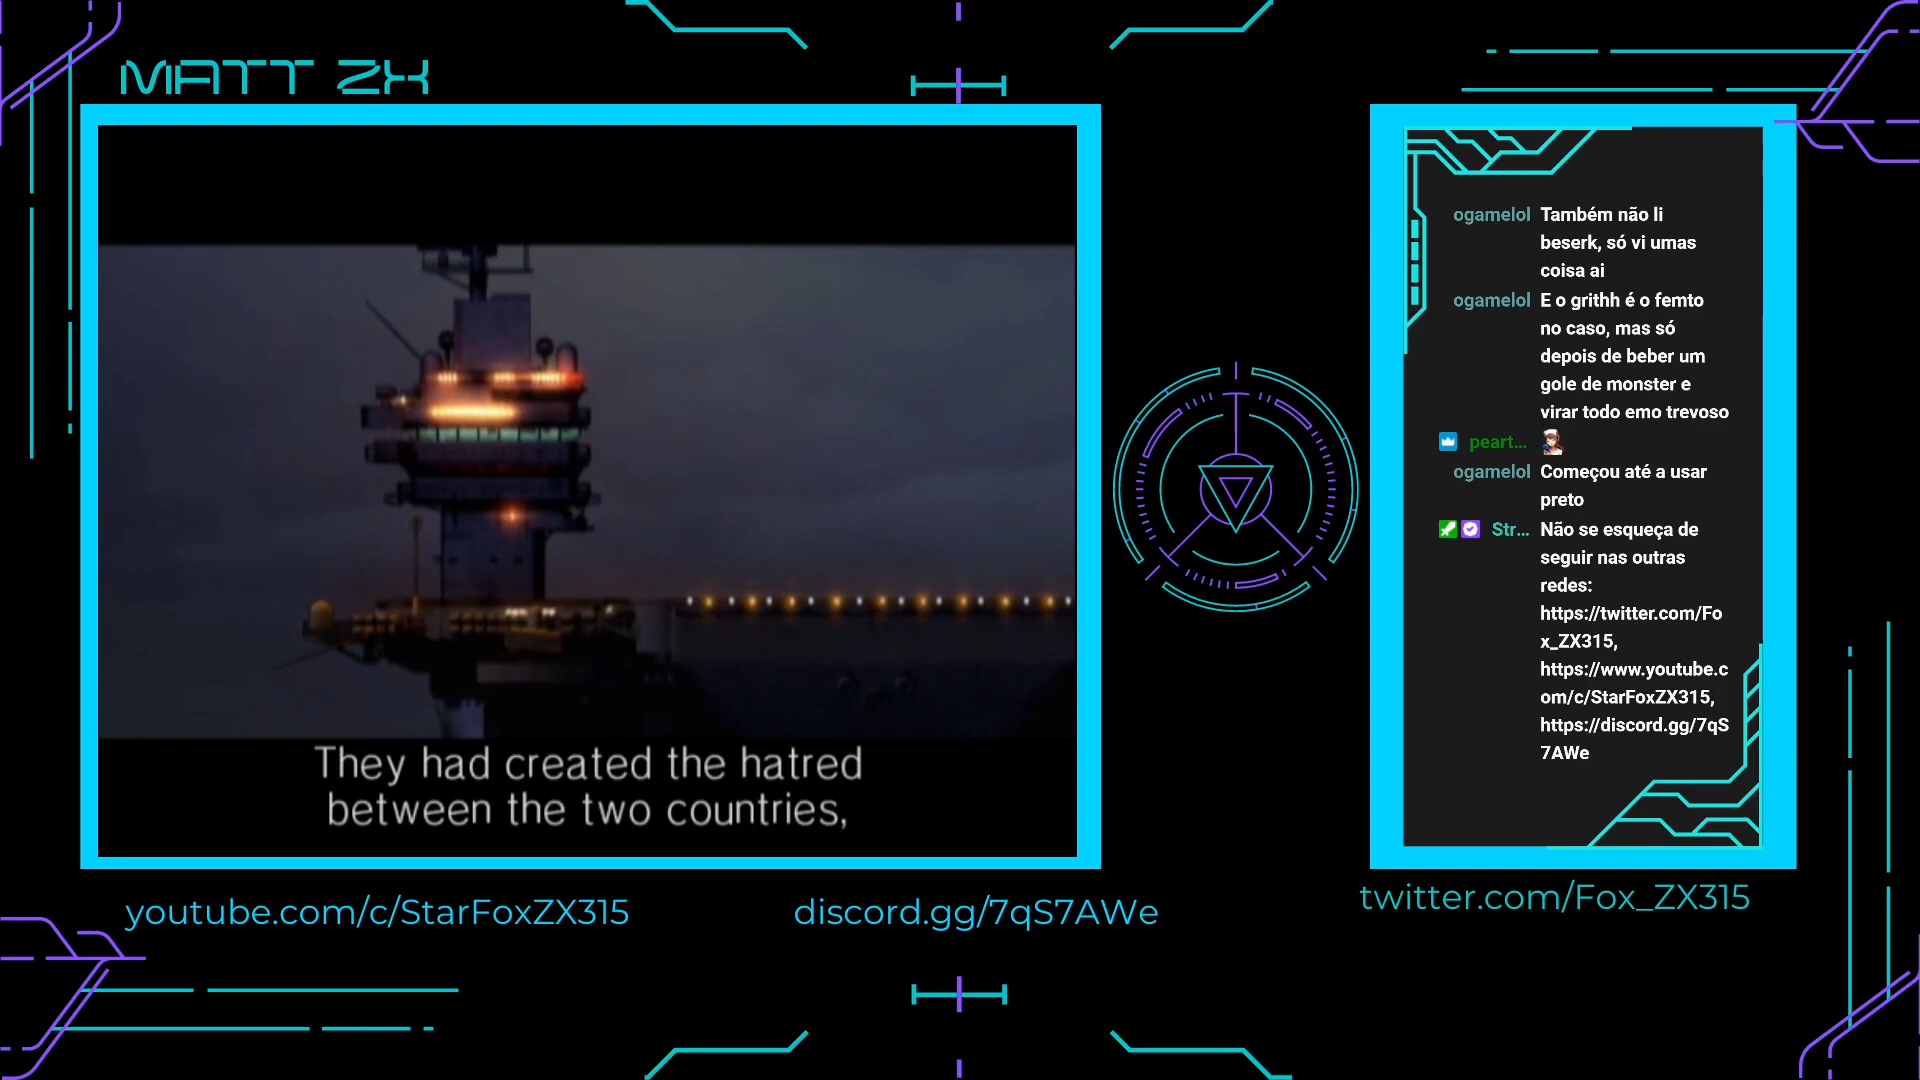 MATT ZX
They had created the hatred
between the two countries,
ogamelol Também não li
beserk, só vi umas
coisa ai
ogamelol E o grithh é o femto
no caso, mas só
depois de beber um
gole de monster e
virar todo emo trevoso
peart...
ogamelol Começou até a usar
preto
Str... Não se esqueça de
seguir nas outras
redes:
https://twitter.com/Fo
x_ZX315,
https://www.youtube.c
om/c/StarFoxZX315,
https://discord.gg/7qS
7AWe
youtube.com/c/StarFoxZX315
discord.gg/7qS7AWe
twitter.com/Fox_ZX315